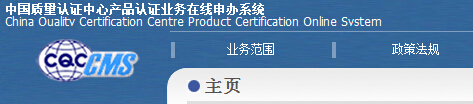 中国质量认证中心产品认证业务在线申办系统
China Quality Certification Centre Product Certification Online System
CQC CMS
业务范围 政策法规
主页